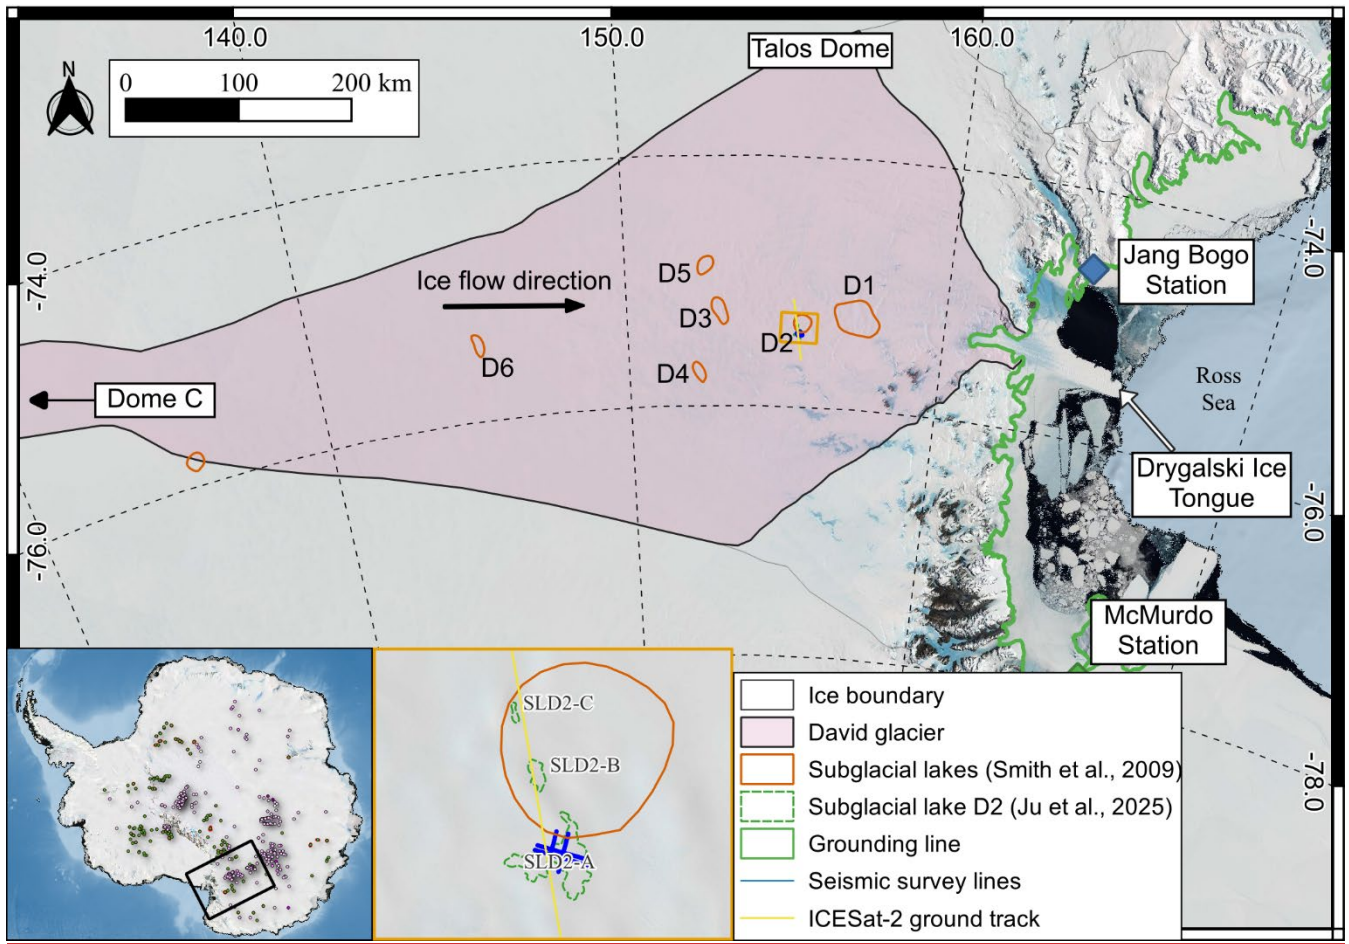 140.0
150.0
160.0
Talos Dome
N
0 100 200 km
-74.0
-74.0
Jang Bogo
Station
D5
Ice flow direction
D1
D3
D2
D6
D4
Ross
Sea
Dome C
Drygalski Ice
Tongue
-76.0
-76.0
McMurdo
Station
-78.0
SLD2-C
SLD2-B
SLD2-A
Ice boundary
David glacier
Subglacial lakes (Smith et al., 2009)
Subglacial lake D2 (Ju et al., 2025)
Grounding line
Seismic survey lines
ICESat-2 ground track